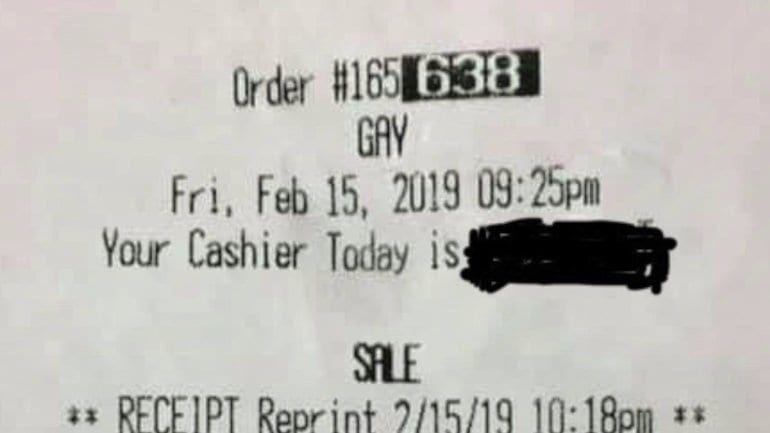 Order #165638
GAY
Fri, Feb 15, 2019 09:25pm
Your Cashier Today is
SALE
** RECEIPT Reprint 2/15/19 10:18pm **